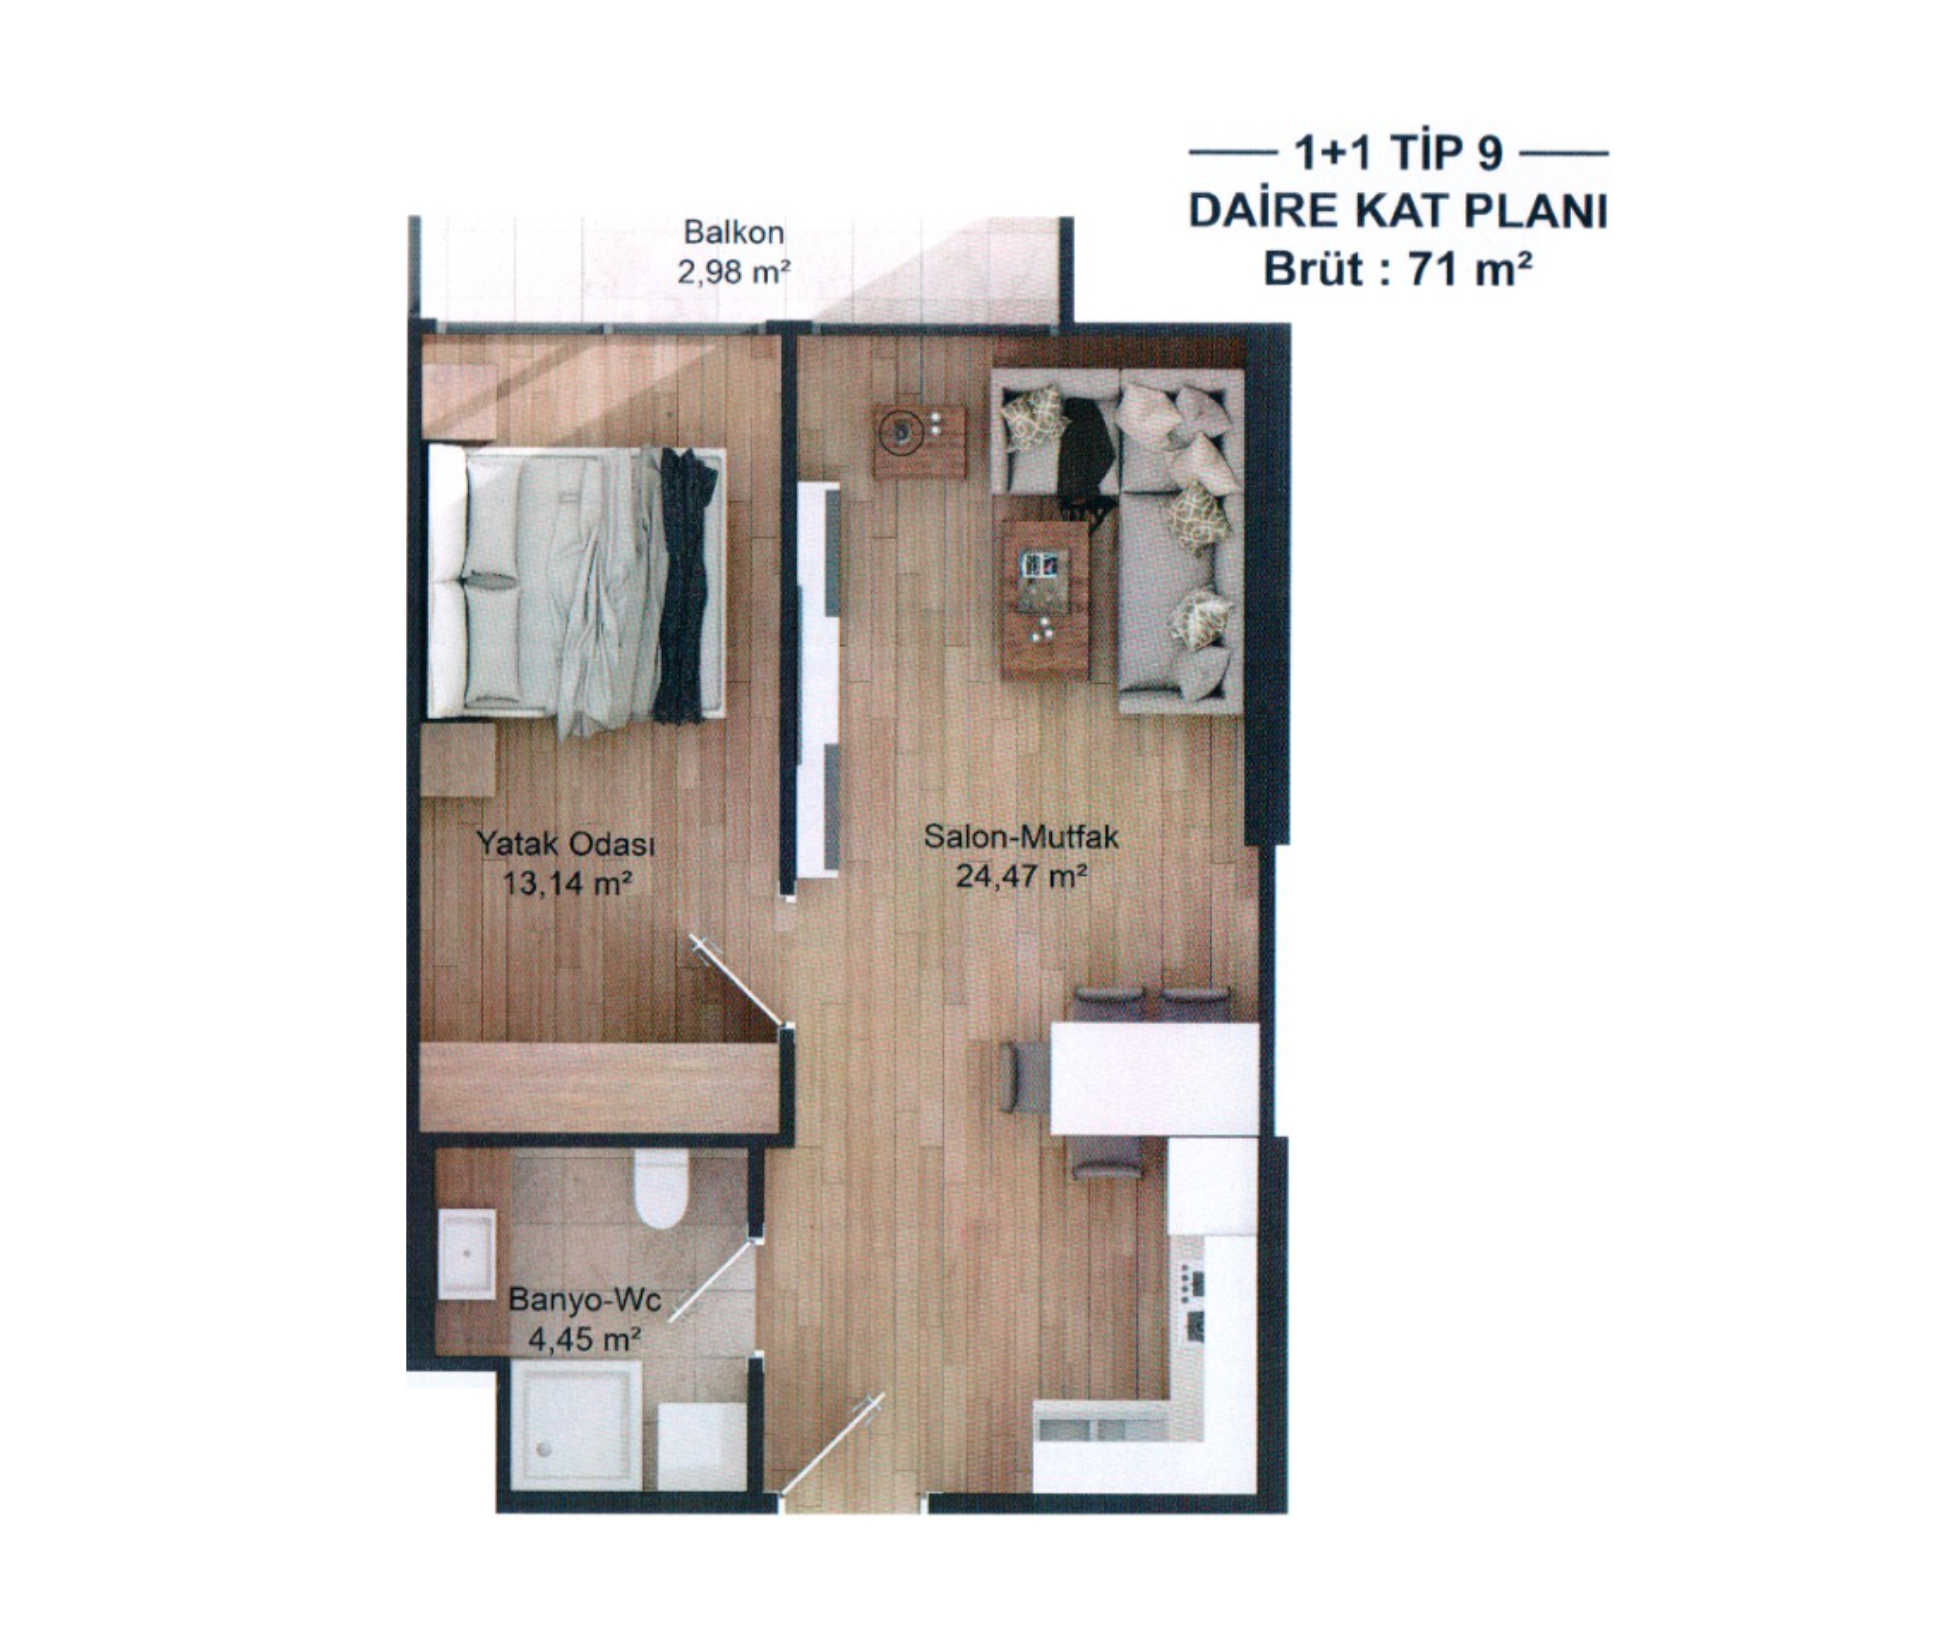 1+1 TİP 9
DAİRE KAT PLANI
Brüt : 71 m²
Balkon
2,98 m²
Yatak Odası
13,14 m²
Salon-Mutfak
24,47 m²
Banyo-Wc
4,45 m²